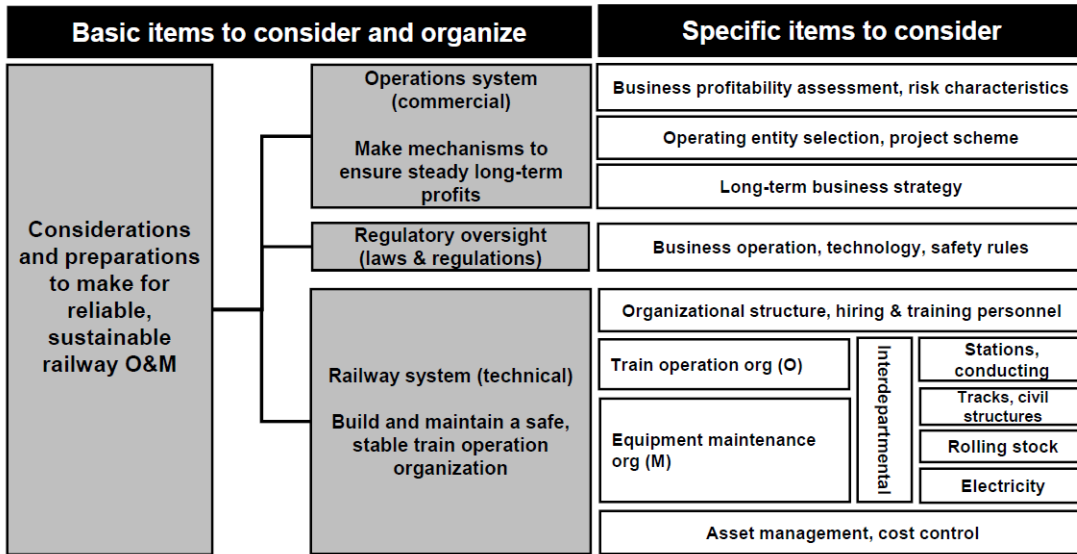 Basic items to consider and organize
Specific items to consider
Considerations
and preparations
to make for
reliable,
sustainable
railway O&M
Operations system
(commercial)
Make mechanisms to
ensure steady long-term
profits
Business profitability assessment, risk characteristics
Operating entity selection, project scheme
Long-term business strategy
Regulatory oversight
(laws & regulations)
Business operation, technology, safety rules
Railway system (technical)
Build and maintain a safe,
stable train operation
organization
Organizational structure, hiring & training personnel
Train operation org (O)
Equipment maintenance
org (M)
Interdepartmental
Stations,
conducting
Tracks, civil
structures
Rolling stock
Electricity
Asset management, cost control